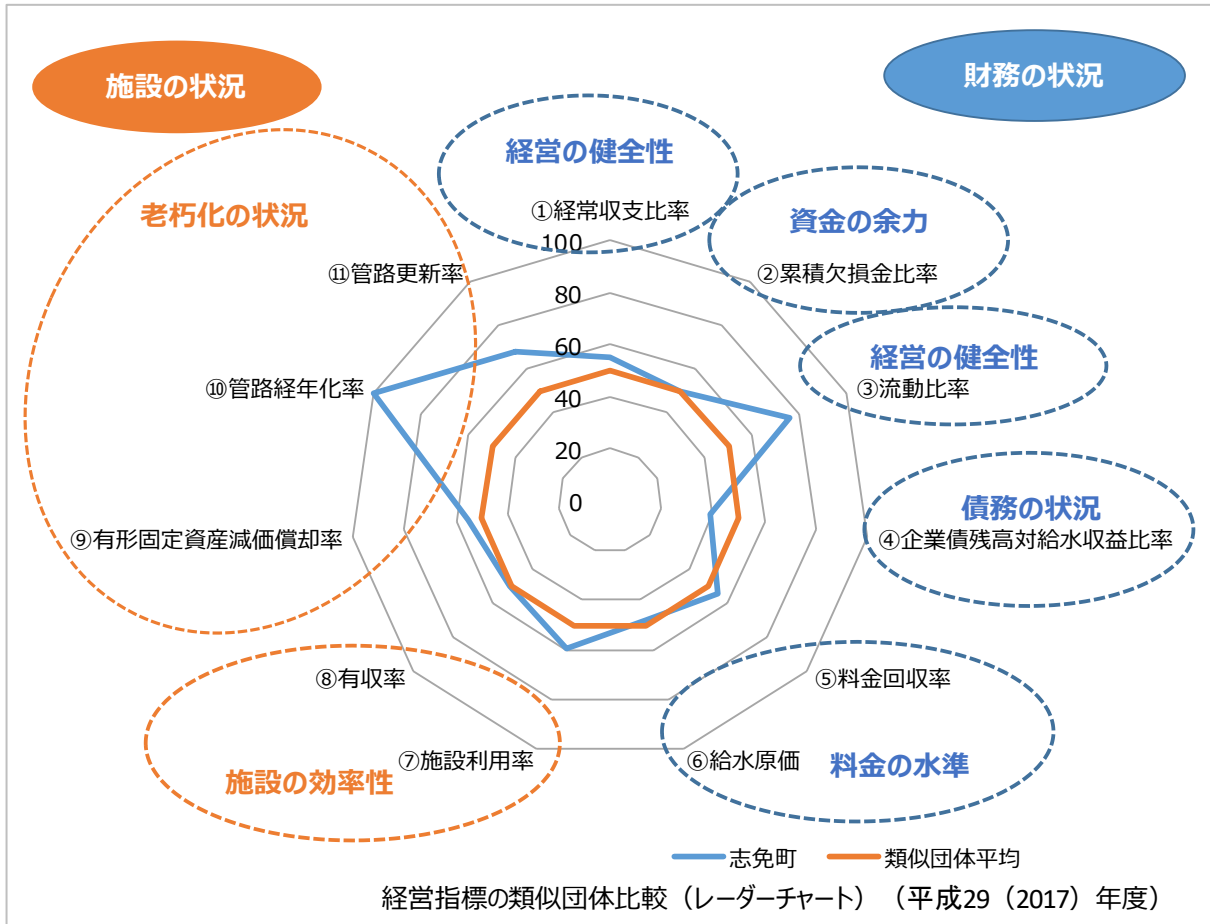 施設の状況
財務の状況
経営の健全性
老朽化の状況
資金の余力
①経常収支比率
100
⑪管路更新率
②累積欠損金比率
80
経営の健全性
60
⑩管路経年化率
③流動比率
40
20
債務の状況
0
⑨有形固定資産減価償却率
④企業債残高対給水収益比率
⑧有収率
⑤料金回収率
⑦施設利用率
⑥給水原価
料金の水準
施設の効率性
志免町
類似団体平均
経営指標の類似団体比較（レーダーチャート）（平成29（2017）年度）